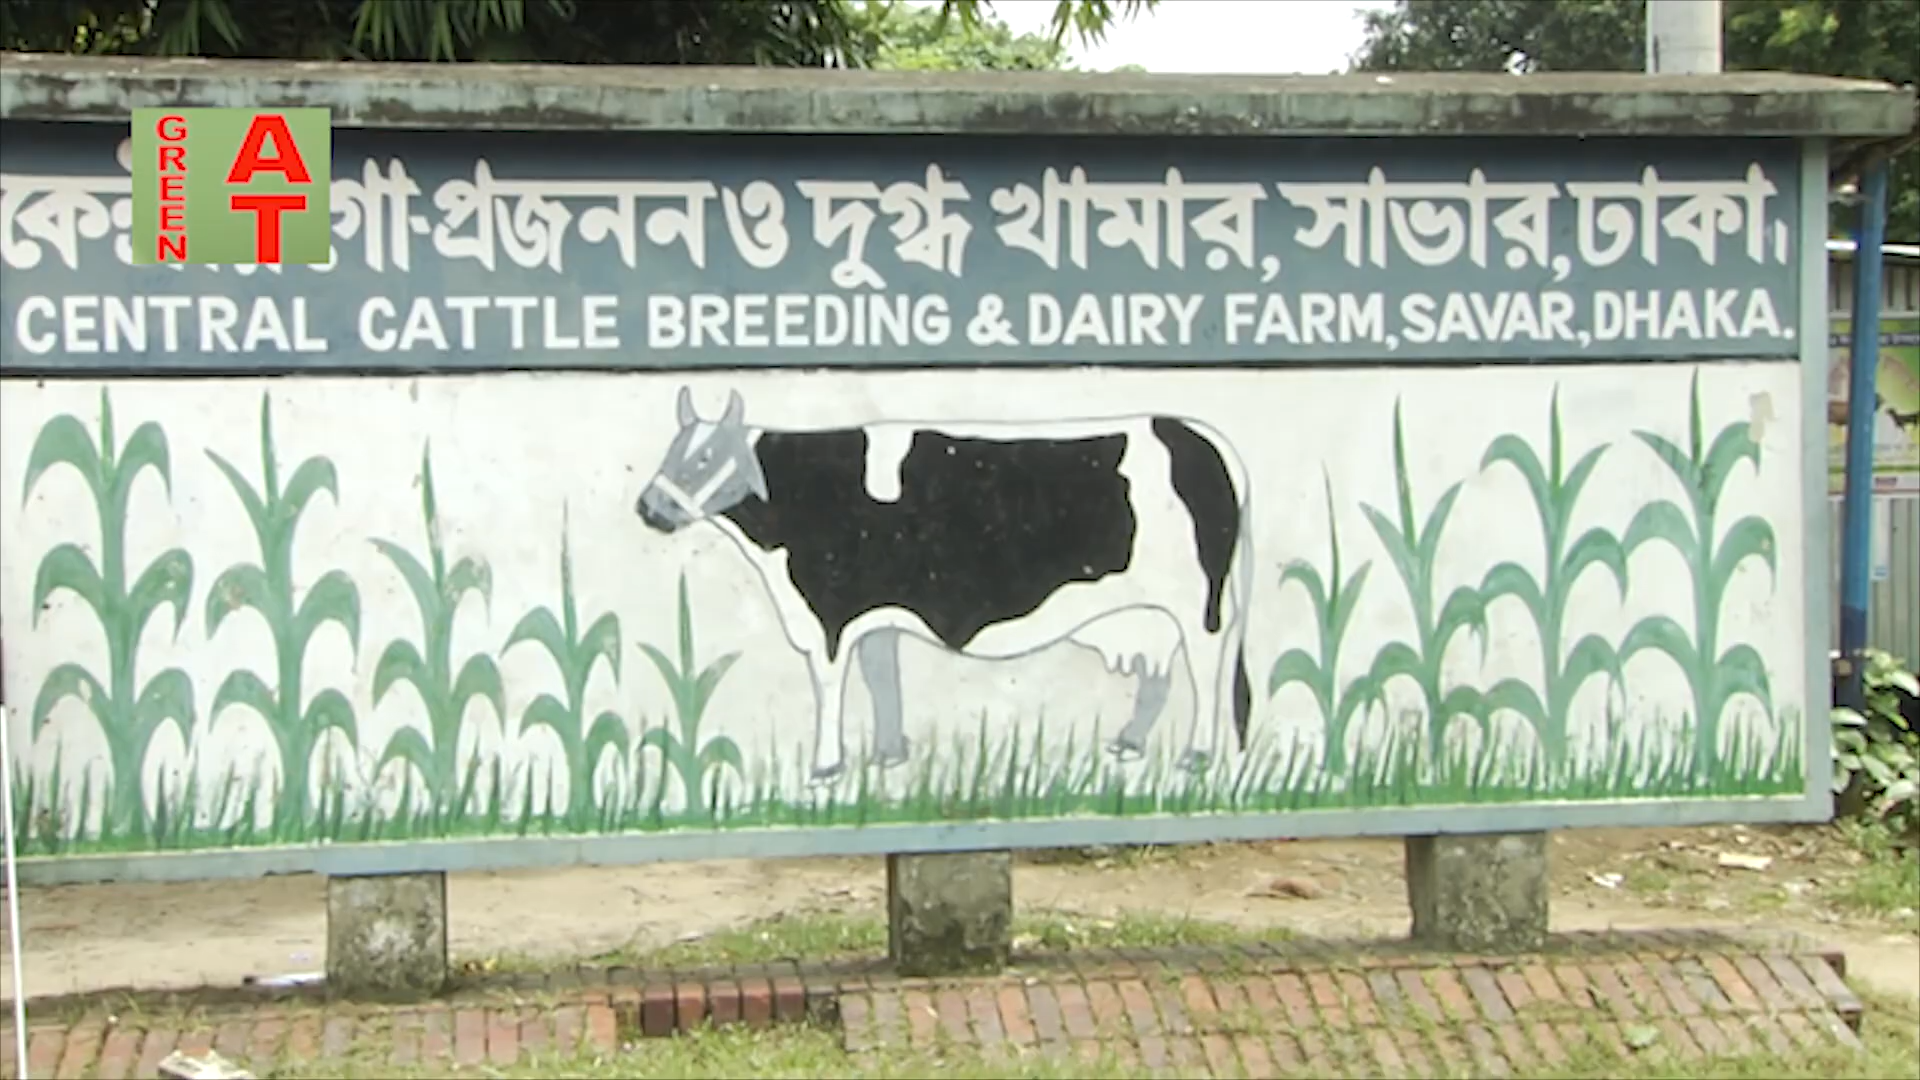 GREEN
AT
গো-প্রজনন ও দুগ্ধ খামার, সাভার, ঢাকা।
CENTRAL CATTLE BREEDING & DAIRY FARM, SAVAR, DHAKA.